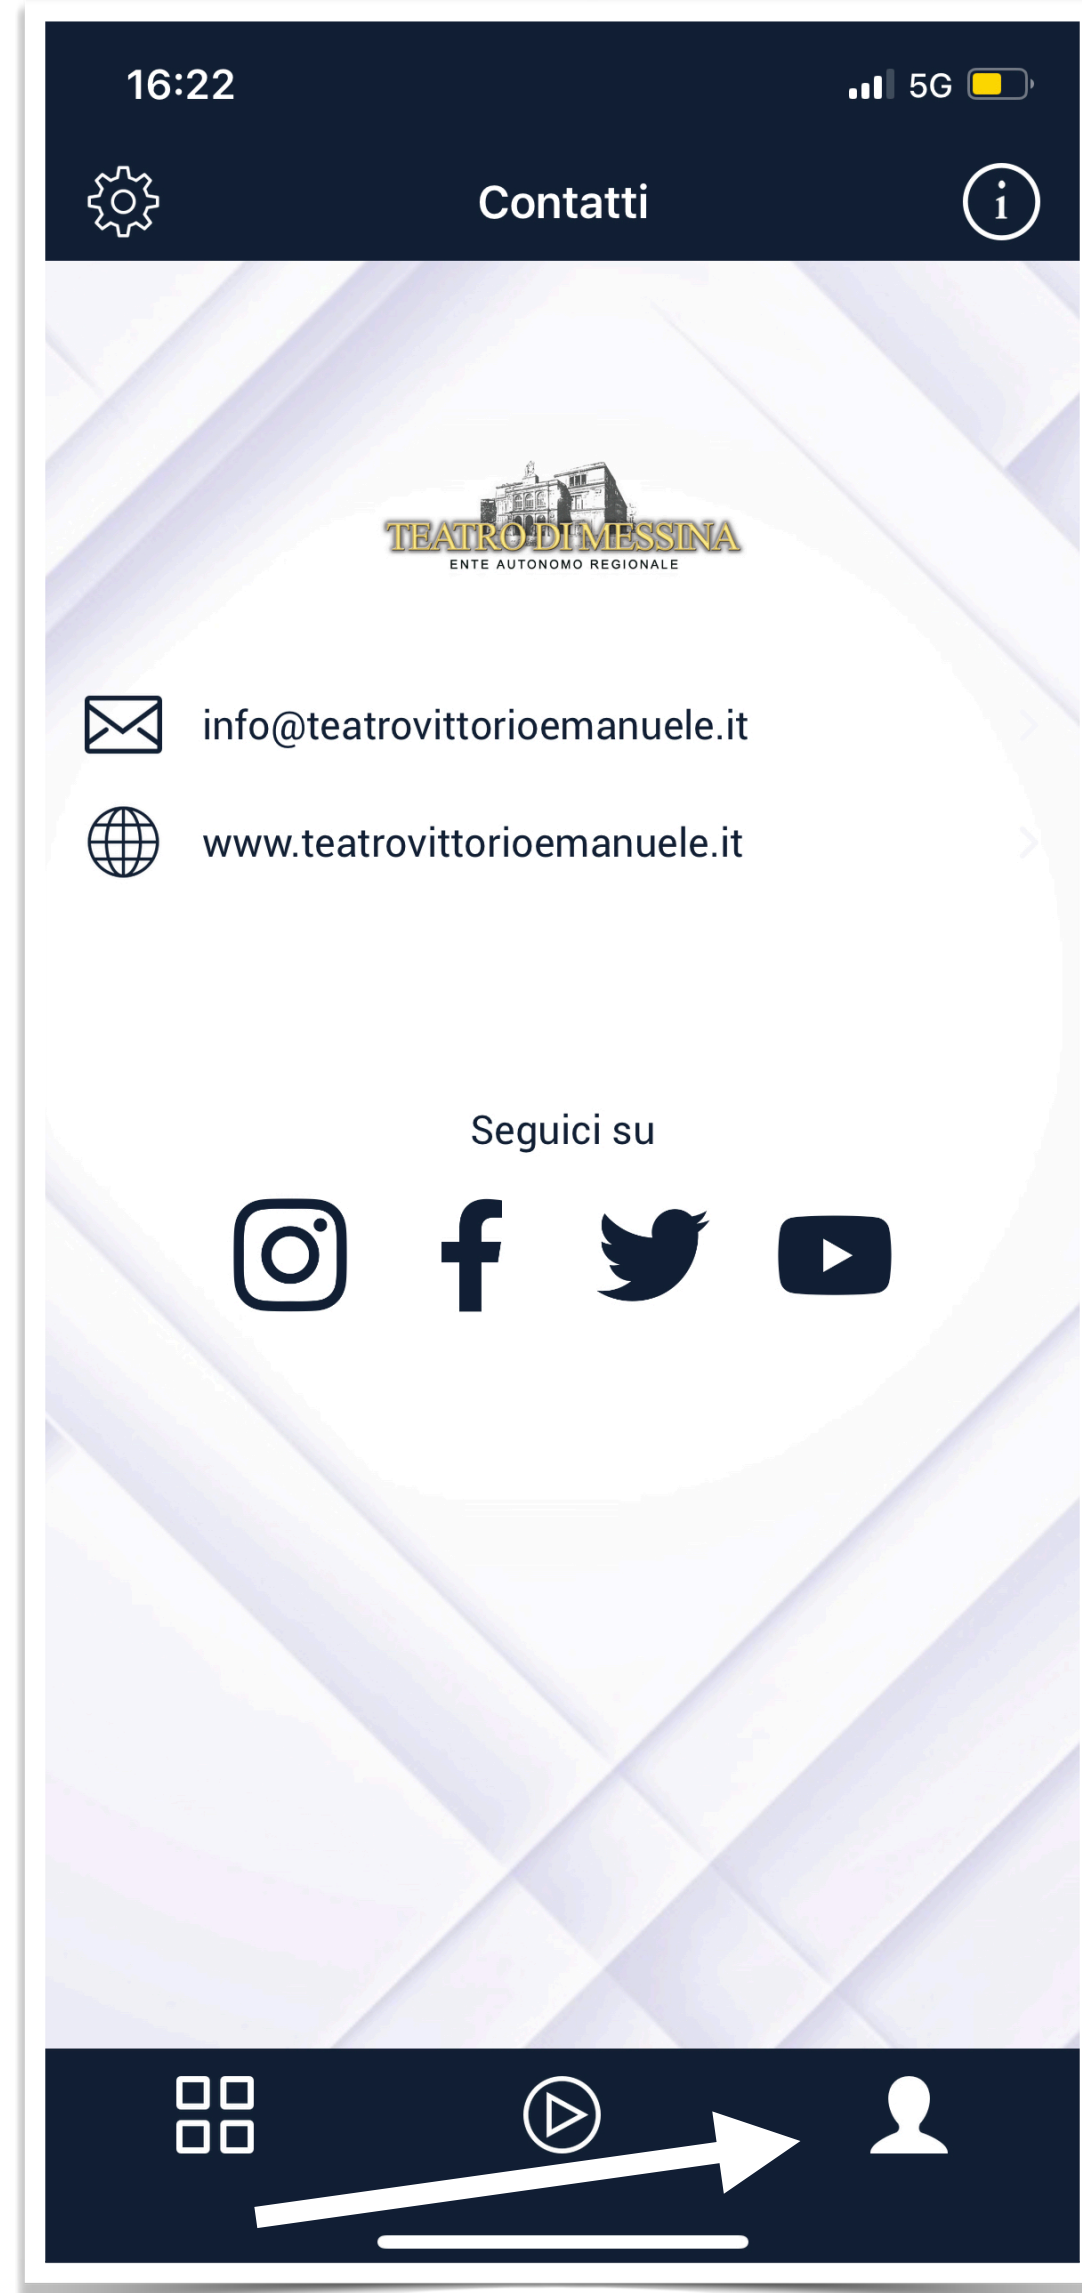 16:22
5G
Contatti
TEATRO DI MESSINA
ENTE AUTONOMO REGIONALE
info@teatrovittorioemanuele.it
www.teatrovittorioemanuele.it
Seguici su